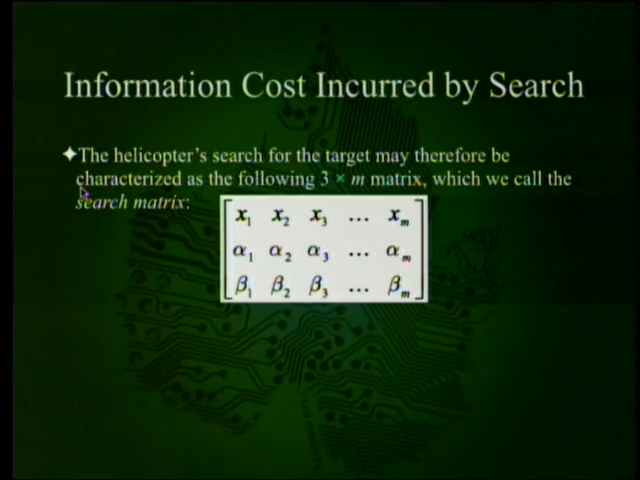 Information Cost Incurred by Search
✦The helicopter's search for the target may therefore be
characterized as the following 3 × m matrix, which we call the
search matrix:
x₁ x₂ x₃ … xₘ
α₁ α₂ α₃ … αₘ
β₁ β₂ β₃ … βₘ